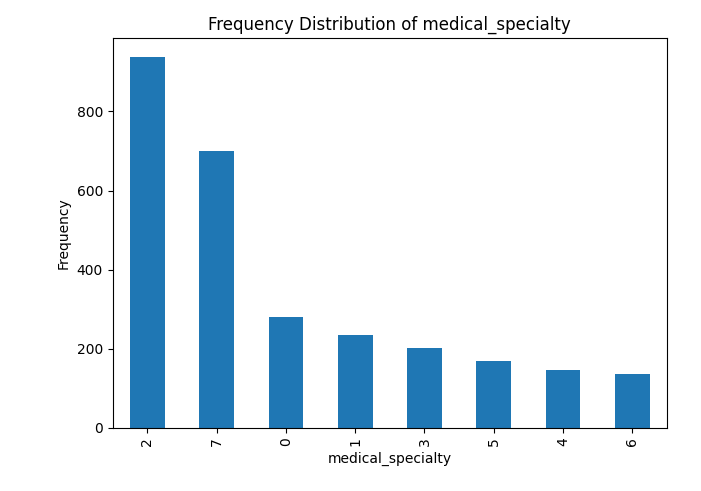 Frequency Distribution of medical_specialty
800
600
400
200
0
Frequency
2 7 0 1 3 5 4 6
medical_specialty